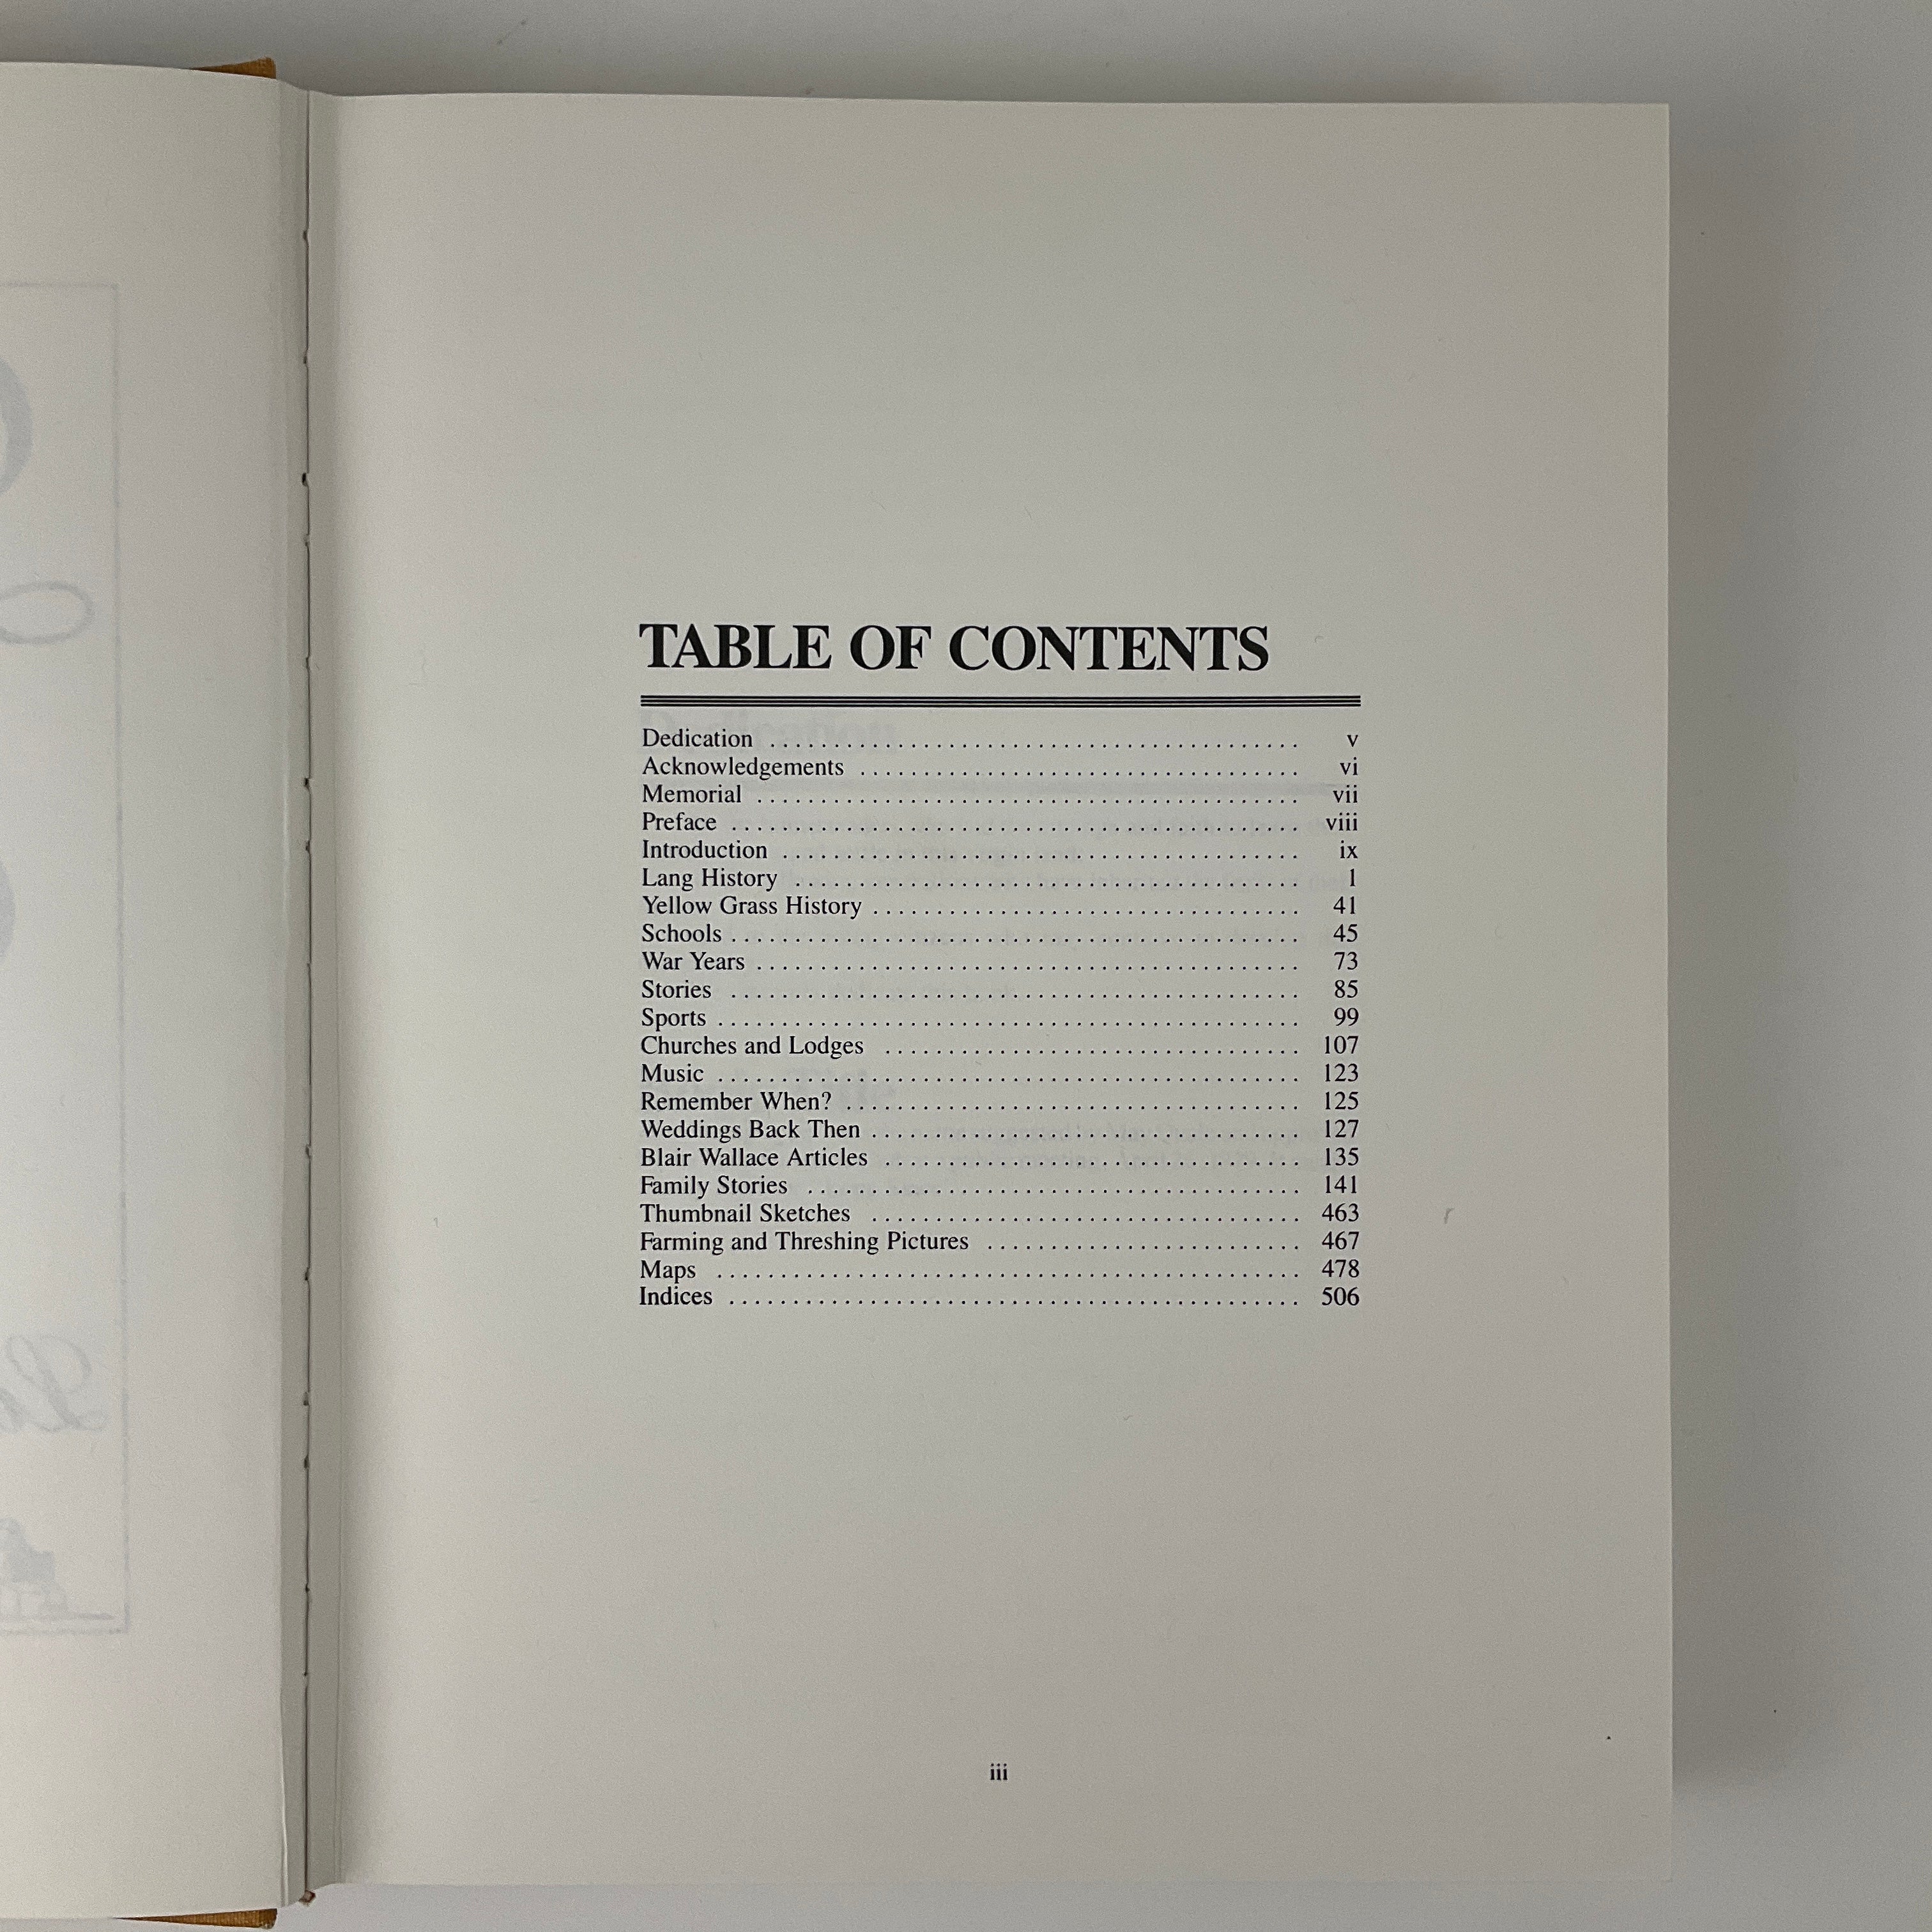 TABLE OF CONTENTS
Dedication . . . . . . . . . . . . . . . . . . . . . . . . . . . . . . . . . . . . . . . . . v
Acknowledgements . . . . . . . . . . . . . . . . . . . . . . . . . . . . . . . . . . vi
Memorial . . . . . . . . . . . . . . . . . . . . . . . . . . . . . . . . . . . . . . . . . . vii
Preface . . . . . . . . . . . . . . . . . . . . . . . . . . . . . . . . . . . . . . . . . . . . viii
Introduction . . . . . . . . . . . . . . . . . . . . . . . . . . . . . . . . . . . . . . . . ix
Lang History . . . . . . . . . . . . . . . . . . . . . . . . . . . . . . . . . . . . . . . 1
Yellow Grass History . . . . . . . . . . . . . . . . . . . . . . . . . . . . . . . . . 41
Schools . . . . . . . . . . . . . . . . . . . . . . . . . . . . . . . . . . . . . . . . . . . . 45
War Years . . . . . . . . . . . . . . . . . . . . . . . . . . . . . . . . . . . . . . . . . . 73
Stories . . . . . . . . . . . . . . . . . . . . . . . . . . . . . . . . . . . . . . . . . . . . 85
Sports . . . . . . . . . . . . . . . . . . . . . . . . . . . . . . . . . . . . . . . . . . . . . 99
Churches and Lodges . . . . . . . . . . . . . . . . . . . . . . . . . . . . . . . . 107
Music . . . . . . . . . . . . . . . . . . . . . . . . . . . . . . . . . . . . . . . . . . . . . 123
Remember When? . . . . . . . . . . . . . . . . . . . . . . . . . . . . . . . . . . . 125
Weddings Back Then . . . . . . . . . . . . . . . . . . . . . . . . . . . . . . . . . 127
Blair Wallace Articles . . . . . . . . . . . . . . . . . . . . . . . . . . . . . . . . 135
Family Stories . . . . . . . . . . . . . . . . . . . . . . . . . . . . . . . . . . . . . . 141
Thumbnail Sketches . . . . . . . . . . . . . . . . . . . . . . . . . . . . . . . . . 463
Farming and Threshing Pictures . . . . . . . . . . . . . . . . . . . . . . . . 467
Maps . . . . . . . . . . . . . . . . . . . . . . . . . . . . . . . . . . . . . . . . . . . . . 478
Indices . . . . . . . . . . . . . . . . . . . . . . . . . . . . . . . . . . . . . . . . . . . . 506
iii